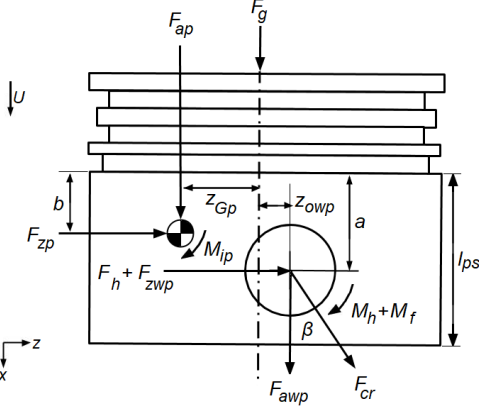 F_ap
F_g
U
b
z_Gp
z_owp
a
F_zp
M_ip
l_ps
F_h + F_zwp
M_h+M_f
z
β
x
F_awp
F_cr